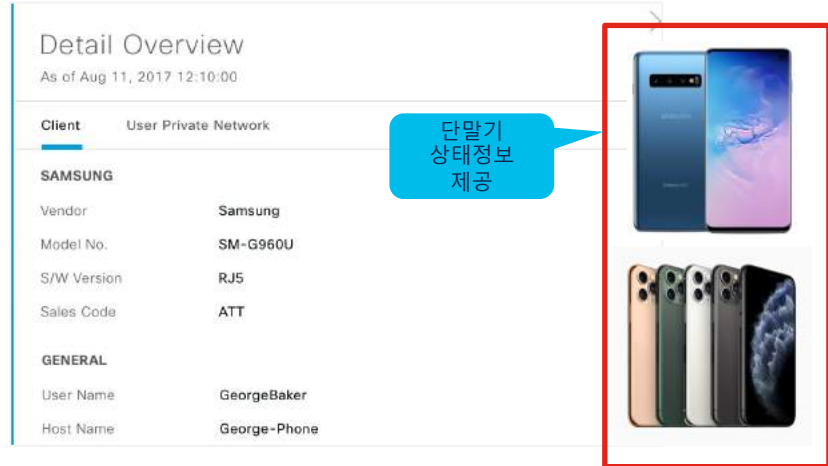 Detail Overview
As of Aug 11, 2017 12:10:00
Client User Private Network
단말기
상태정보
제공
SAMSUNG
Vendor Samsung
Model No. SM-G960U
S/W Version RJ5
Sales Code ATT
GENERAL
User Name GeorgeBaker
Host Name George-Phone